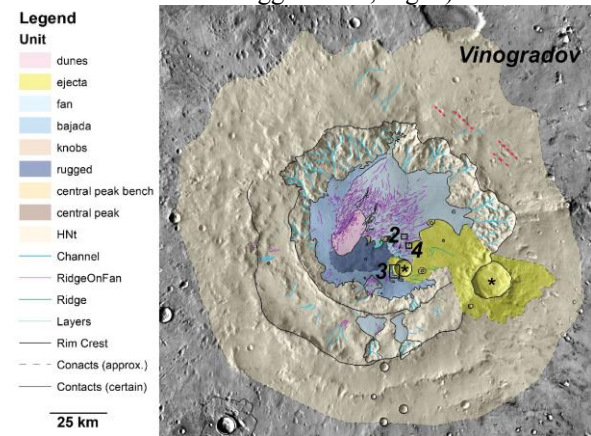 Legend
Unit
dunes
ejecta
fan
bajada
knobs
rugged
central peak bench
central peak
HNt
Channel
RidgeOnFan
Ridge
Layers
Rim Crest
Conacts (approx.)
Contacts (certain)
25 km
Vinogradov
2
4
3
*
*